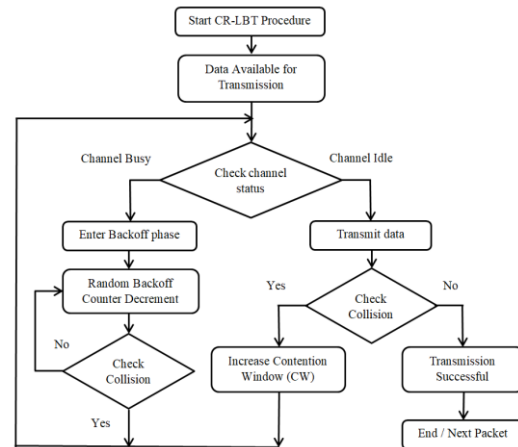 Start CR-LBT Procedure
Data Available for
Transmission
Channel Busy
Channel Idle
Check channel
status
Enter Backoff phase
Transmit data
Random Backoff
Counter Decrement
Yes
No
Check
Collision
No
Check
Collision
Increase Contention
Window (CW)
Transmission
Successful
Yes
End / Next Packet